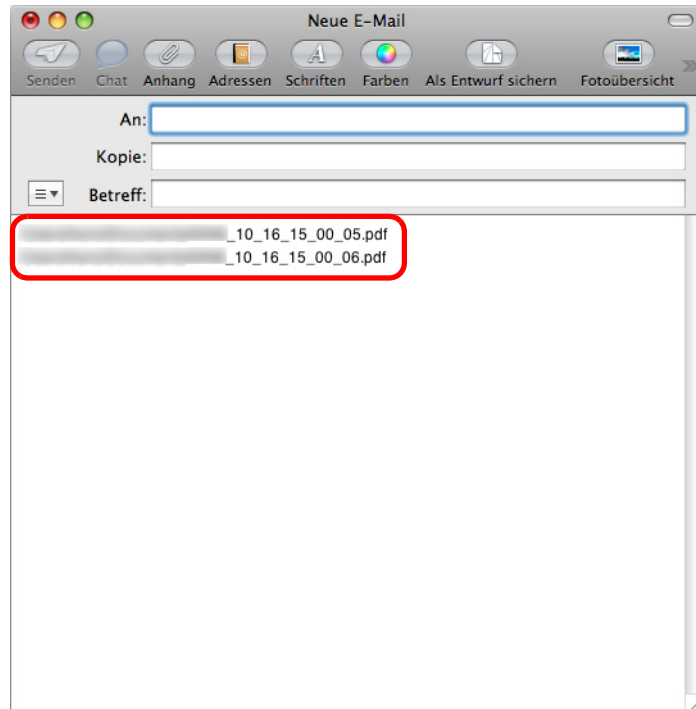 Neue E-Mail
Senden Chat Anhang Adressen Schriften Farben Als Entwurf sichern Fotoübersicht
An:
Kopie:
Betreff:
_10_16_15_00_05.pdf
_10_16_15_00_06.pdf